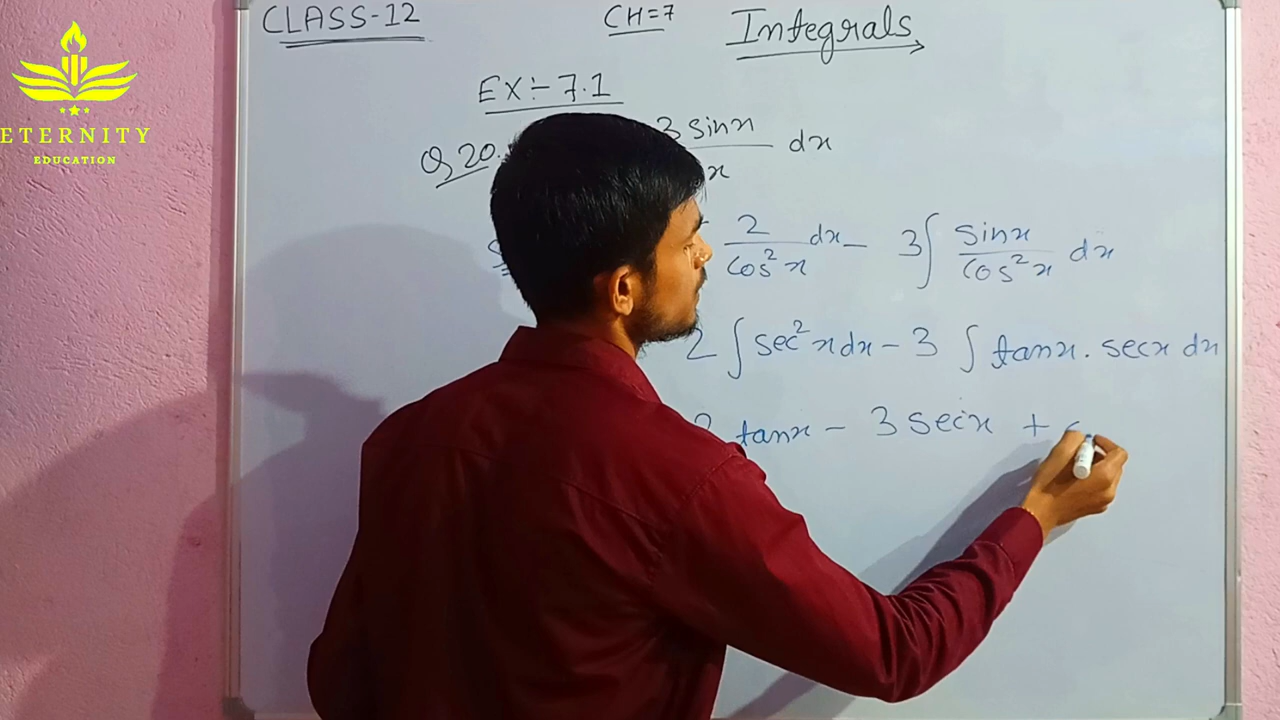 CLASS-12
CH=7
Integrals
ETERNITY
EDUCATION
EX:- 7.1
Q 20.
3 sinx dx
x
2/cos²x dx - 3∫ sinx/cos²x dx
2 ∫ sec²x dx - 3 ∫ tanx . secx dx
2 tanx - 3 secx +